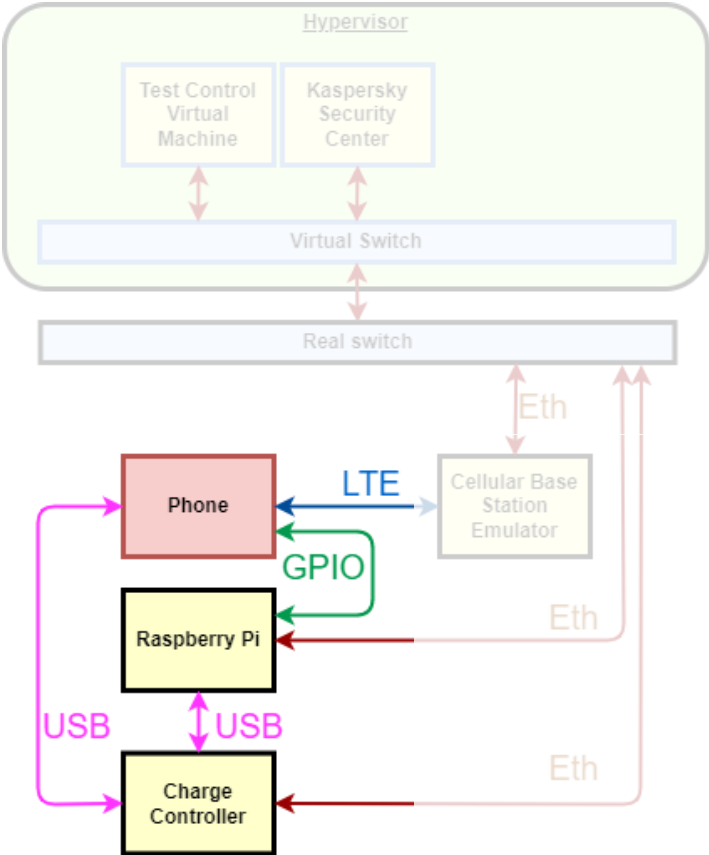 Hypervisor
Test Control
Virtual
Machine
Kaspersky
Security
Center
Virtual Switch
Real switch
Eth
Phone
LTE
Cellular Base
Station
Emulator
GPIO
Raspberry Pi
Eth
USB
USB
Eth
Charge
Controller